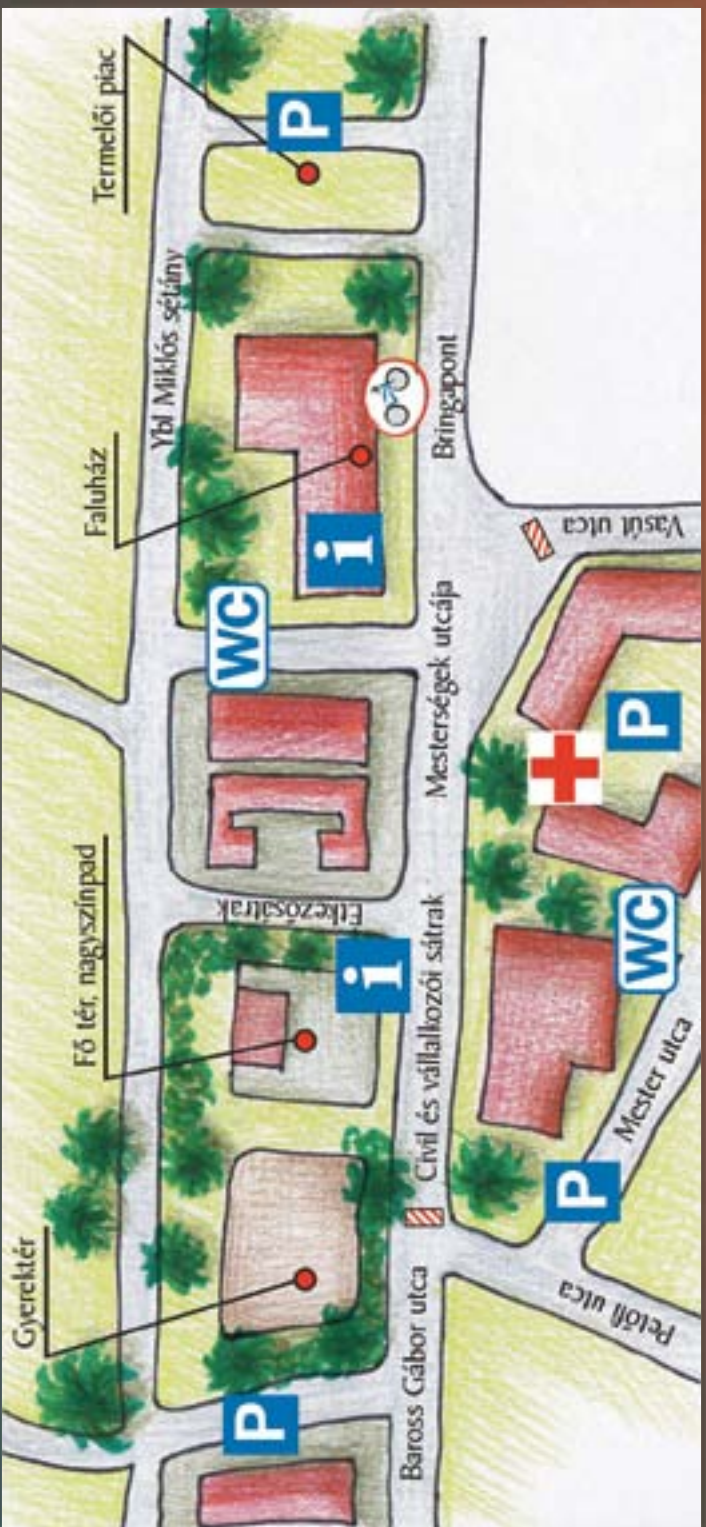 Gyerektér
Fő tér, nagyszínpad
Faluház
Termelői piac
Ybl Miklós sétány
P
WC
P
Étkezősátrak
i
i
Baross Gábor utca
Civil és vállalkozói sátrak
Mesterségek utcája
Bringapont
P
WC
P
Petőfi utca
Mester utca
Vasút utca